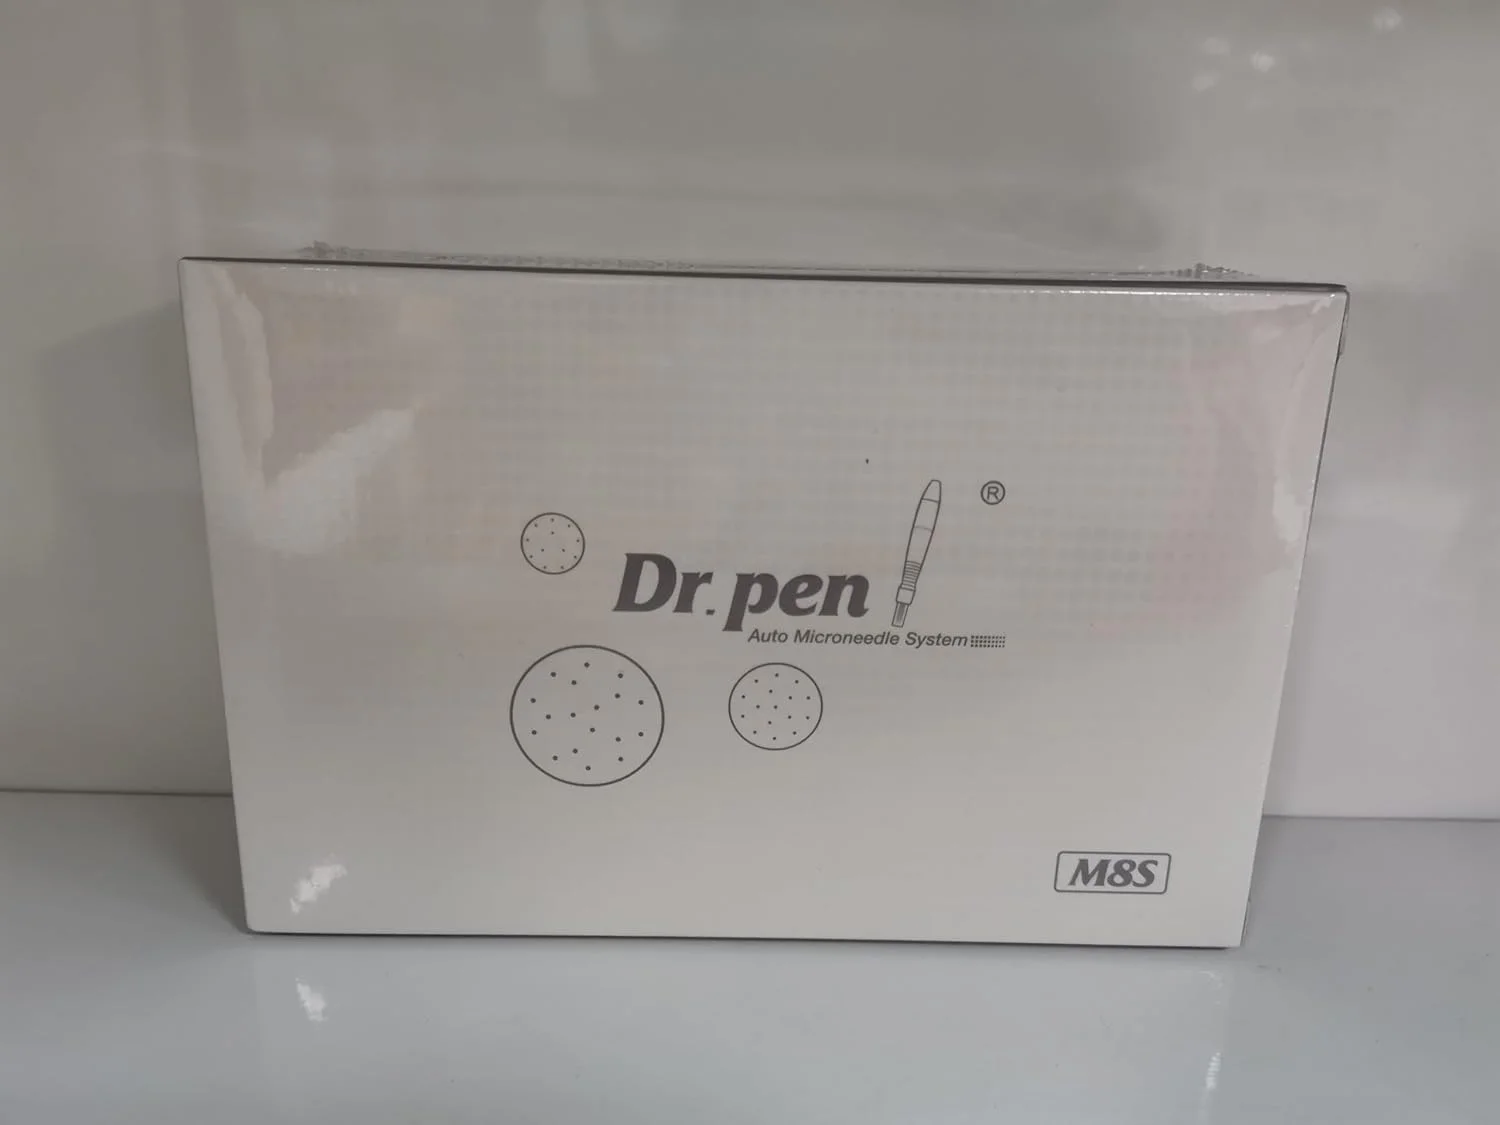 ®
Dr. pen
Auto Microneedle System
M8S